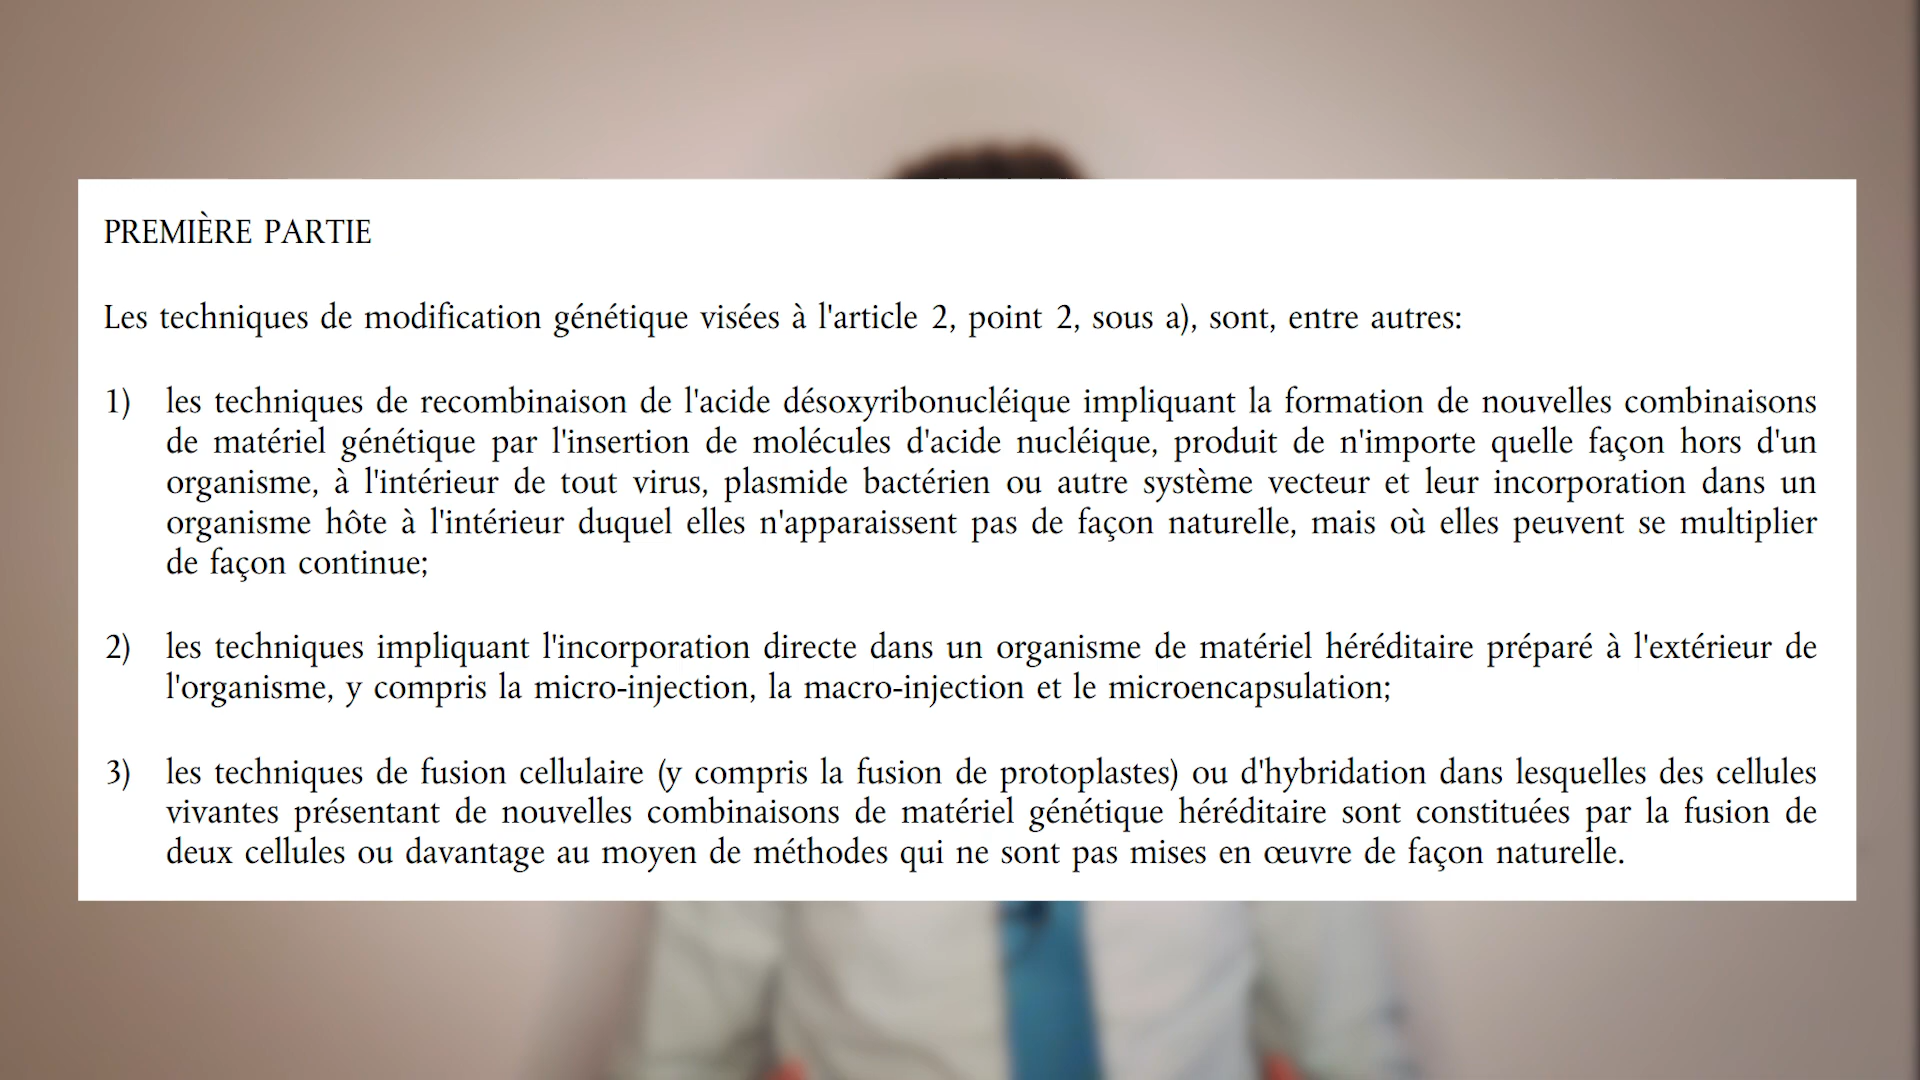 PREMIÈRE PARTIE
Les techniques de modification génétique visées à l'article 2, point 2, sous a), sont, entre autres:
1) les techniques de recombinaison de l'acide désoxyribonucléique impliquant la formation de nouvelles combinaisons
de matériel génétique par l'insertion de molécules d'acide nucléique, produit de n'importe quelle façon hors d'un
organisme, à l'intérieur de tout virus, plasmide bactérien ou autre système vecteur et leur incorporation dans un
organisme hôte à l'intérieur duquel elles n'apparaissent pas de façon naturelle, mais où elles peuvent se multiplier
de façon continue;
2) les techniques impliquant l'incorporation directe dans un organisme de matériel héréditaire préparé à l'extérieur de
l'organisme, y compris la micro-injection, la macro-injection et le microencapsulation;
3) les techniques de fusion cellulaire (y compris la fusion de protoplastes) ou d'hybridation dans lesquelles des cellules
vivantes présentant de nouvelles combinaisons de matériel génétique héréditaire sont constituées par la fusion de
deux cellules ou davantage au moyen de méthodes qui ne sont pas mises en œuvre de façon naturelle.